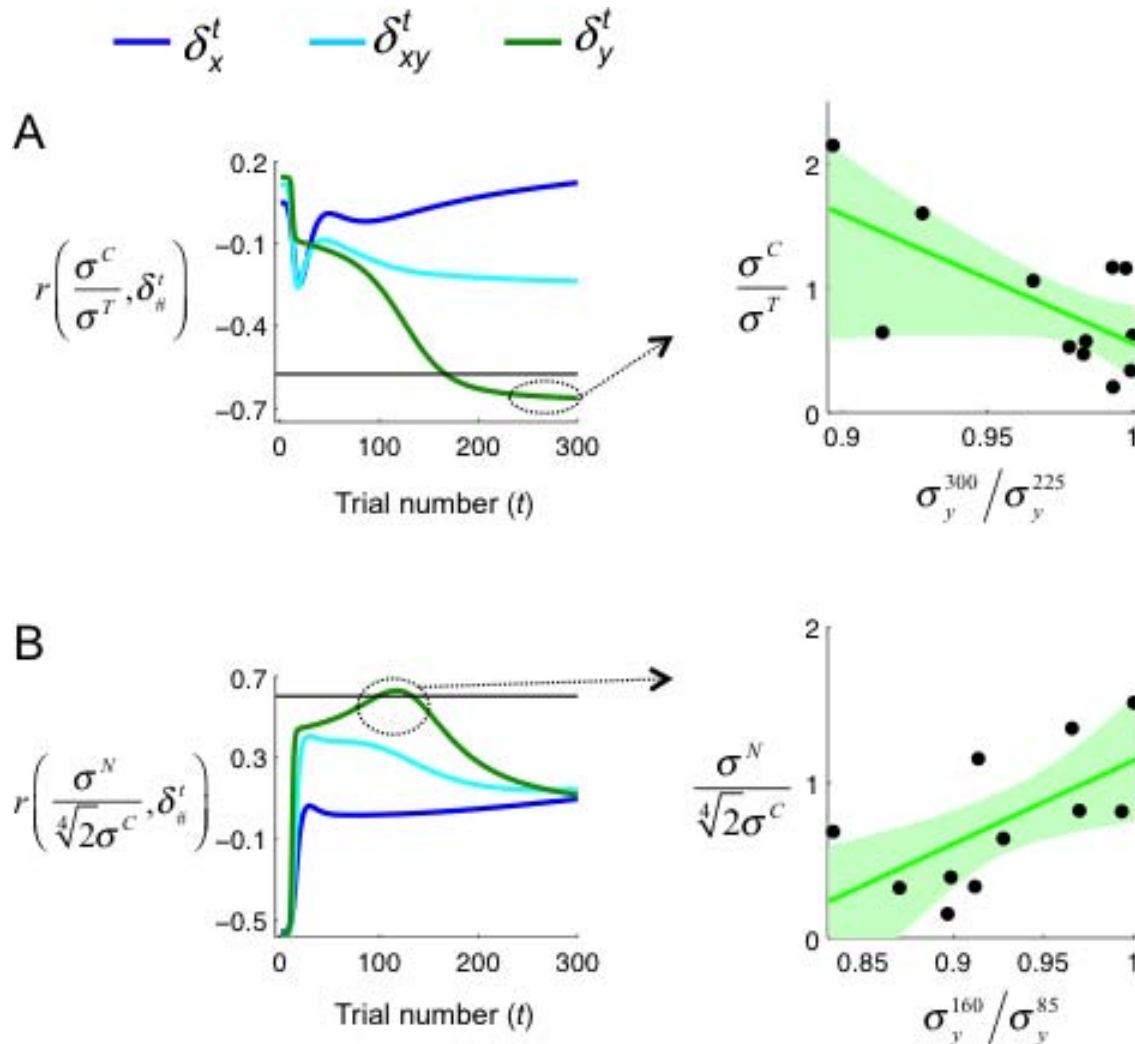 δ_x^t δ_xy^t δ_y^t
A
r(σ^C/σ^T, δ_ii^t)
0.2
−0.1
−0.4
−0.7
0 100 200 300
Trial number (t)
σ^C/σ^T
2
1
0
0.9 0.95 1
σ_y^300/σ_y^225
B
r(σ^N/∜2σ^C, δ_ii^t)
0.7
0.3
−0.1
−0.5
0 100 200 300
Trial number (t)
σ^N/∜2σ^C
2
1
0
0.85 0.9 0.95 1
σ_y^160/σ_y^85